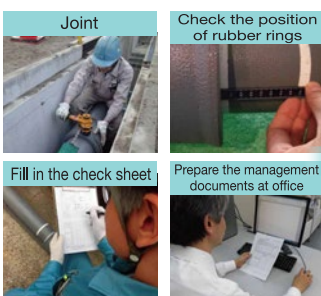 Joint
Check the position
of rubber rings
Fill in the check sheet
Prepare the management
documents at office